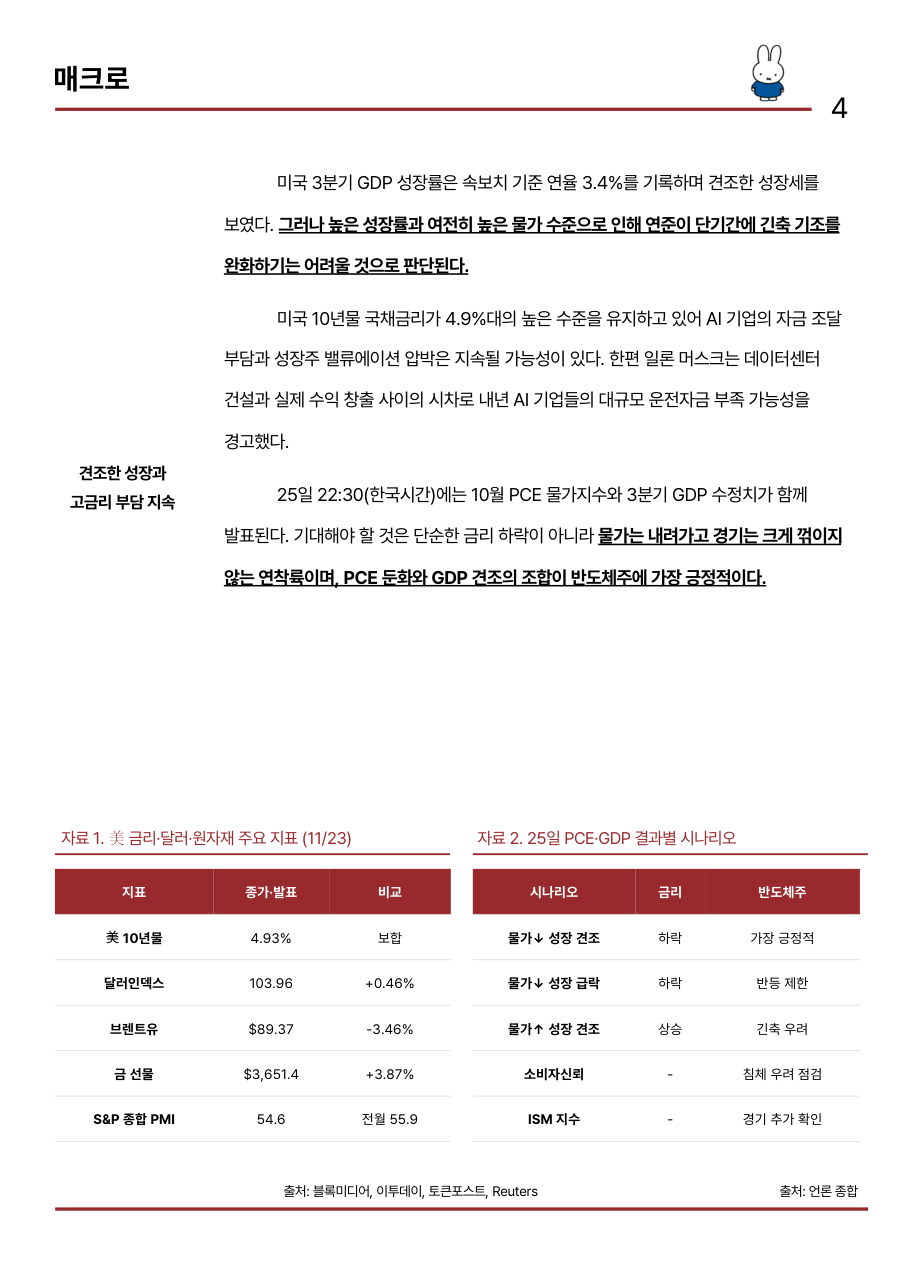 매크로
4
미국 3분기 GDP 성장률은 속보치 기준 연율 3.4%를 기록하며 견조한 성장세를
보였다. 그러나 높은 성장률과 여전히 높은 물가 수준으로 인해 연준이 단기간에 긴축 기조를
완화하기는 어려울 것으로 판단된다.
미국 10년물 국채금리가 4.9%대의 높은 수준을 유지하고 있어 AI 기업의 자금 조달
부담과 성장주 밸류에이션 압박은 지속될 가능성이 있다. 한편 일론 머스크는 데이터센터
건설과 실제 수익 창출 사이의 시차로 내년 AI 기업들의 대규모 운전자금 부족 가능성을
경고했다.
견조한 성장과
고금리 부담 지속
25일 22:30(한국시간)에는 10월 PCE 물가지수와 3분기 GDP 수정치가 함께
발표된다. 기대해야 할 것은 단순한 금리 하락이 아니라 물가는 내려가고 경기는 크게 꺾이지
않는 연착륙이며, PCE 둔화와 GDP 견조의 조합이 반도체주에 가장 긍정적이다.
자료 1. 美 금리·달러·원자재 주요 지표 (11/23)
지표 종가·발표 비교
美 10년물 4.93% 보합
달러인덱스 103.96 +0.46%
브렌트유 $89.37 -3.46%
금 선물 $3,651.4 +3.87%
S&P 종합 PMI 54.6 전월 55.9
출처: 블록미디어, 이투데이, 토큰포스트, Reuters
자료 2. 25일 PCE·GDP 결과별 시나리오
시나리오 금리 반도체주
물가↓ 성장 견조 하락 가장 긍정적
물가↓ 성장 급락 하락 반등 제한
물가↑ 성장 견조 상승 긴축 우려
소비자신뢰 - 침체 우려 점검
ISM 지수 - 경기 추가 확인
출처: 언론 종합